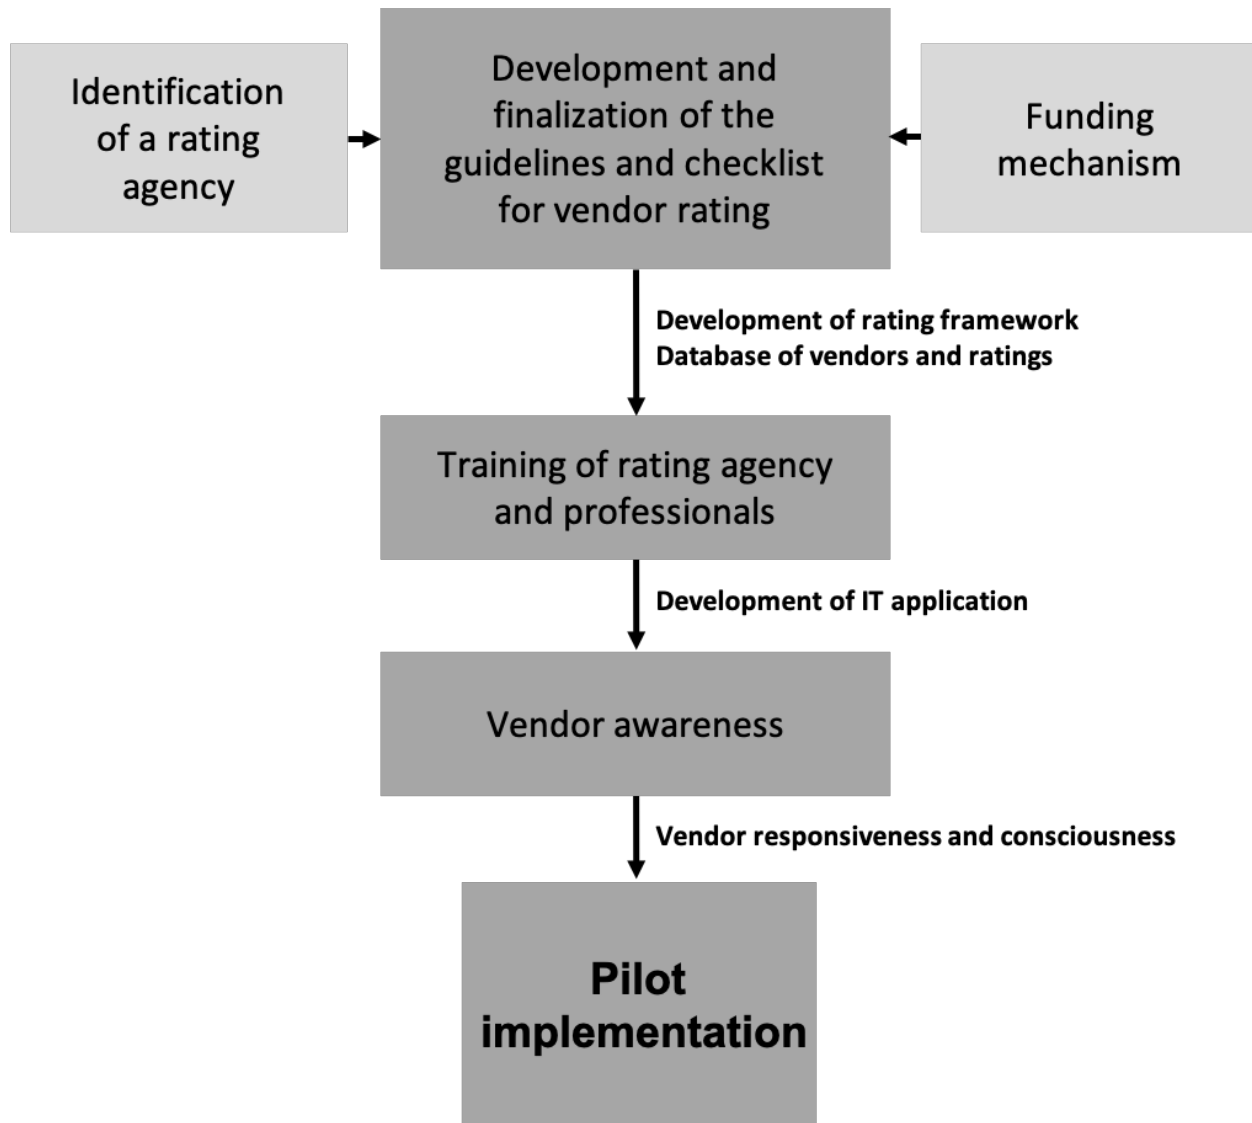 Identification
of a rating
agency
Development and
finalization of the
guidelines and checklist
for vendor rating
Funding
mechanism
Development of rating framework
Database of vendors and ratings
Training of rating agency
and professionals
Development of IT application
Vendor awareness
Vendor responsiveness and consciousness
Pilot
implementation